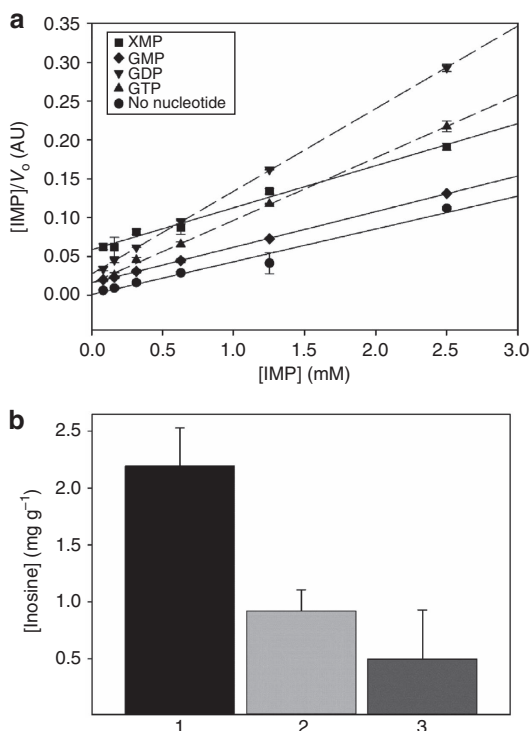 a
XMP
GMP
GDP
GTP
No nucleotide
[IMP]/Vo (AU)
0.35
0.30
0.25
0.20
0.15
0.10
0.05
0.00
0.0 0.5 1.0 1.5 2.0 2.5 3.0
[IMP] (mM)
b
[Inosine] (mg g−1)
2.5
2.0
1.5
1.0
0.5
1 2 3